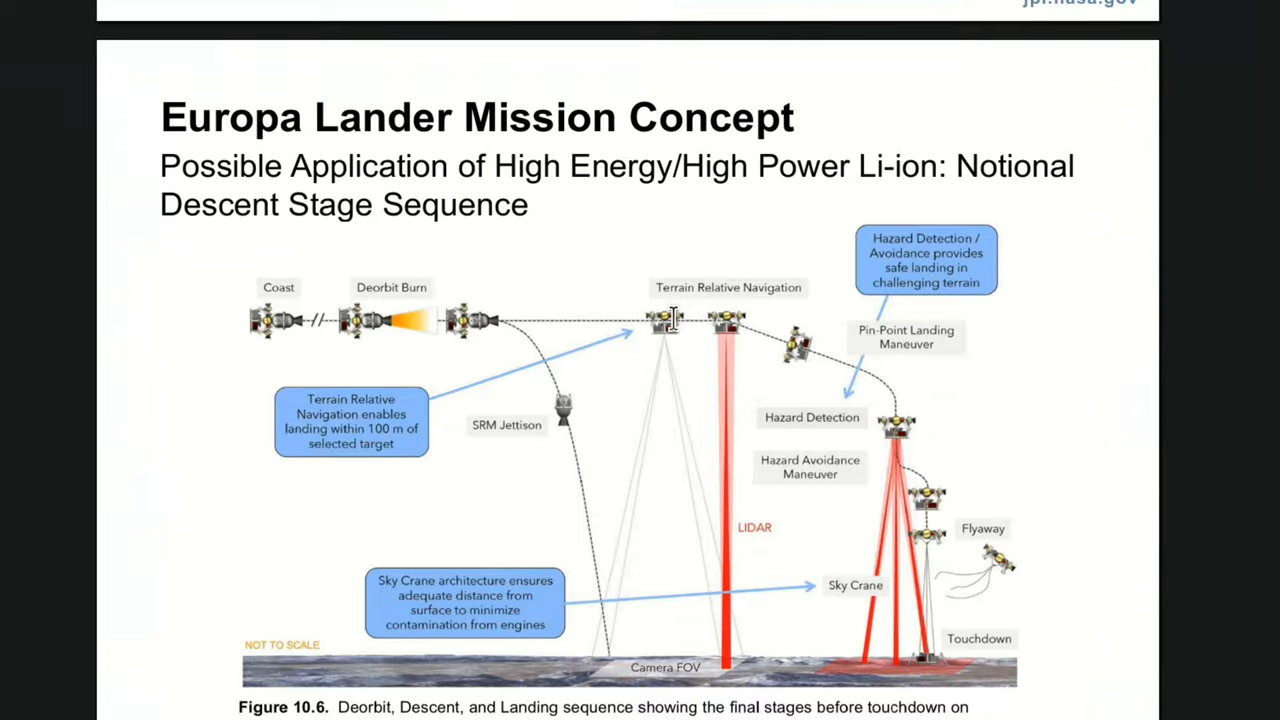 jpl.nasa.gov
Europa Lander Mission Concept
Possible Application of High Energy/High Power Li-ion: Notional
Descent Stage Sequence
Hazard Detection /
Avoidance provides
safe landing in
challenging terrain
Coast
Deorbit Burn
Terrain Relative Navigation
Pin-Point Landing
Maneuver
Terrain Relative
Navigation enables
landing within 100 m of
selected target
SRM Jettison
Hazard Detection
Hazard Avoidance
Maneuver
LIDAR
Flyaway
Sky Crane architecture ensures
adequate distance from
surface to minimize
contamination from engines
Sky Crane
NOT TO SCALE
Touchdown
Camera FOV
Figure 10.6. Deorbit, Descent, and Landing sequence showing the final stages before touchdown on